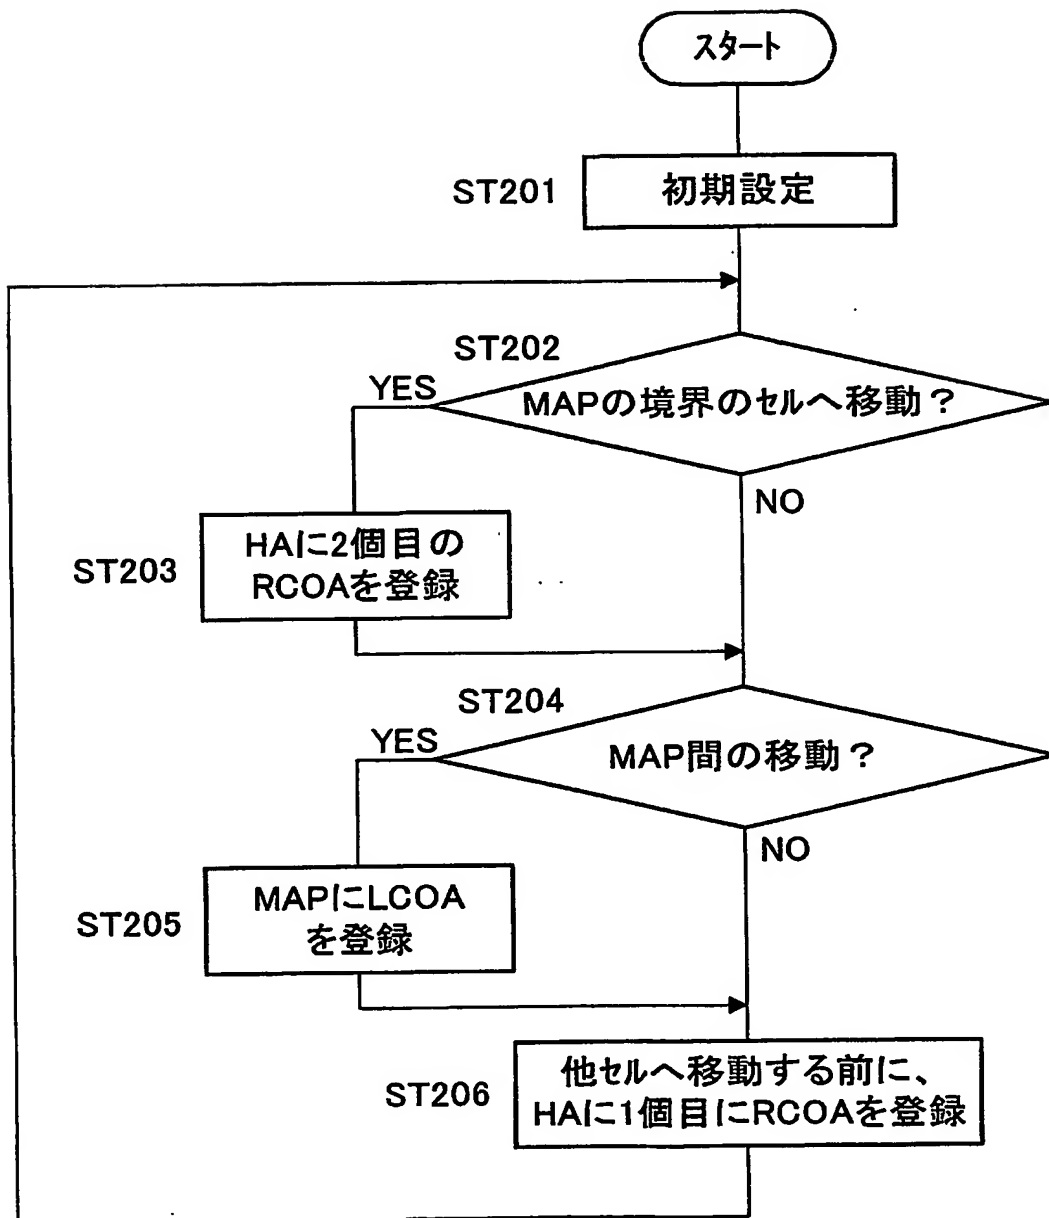 スタート
ST201
初期設定
ST202
YES
MAPの境界のセルへ移動？
NO
ST203
HAに2個目の
RCOAを登録
ST204
YES
MAP間の移動？
NO
ST205
MAPにLCOA
を登録
ST206
他セルへ移動する前に、
HAに1個目にRCOAを登録